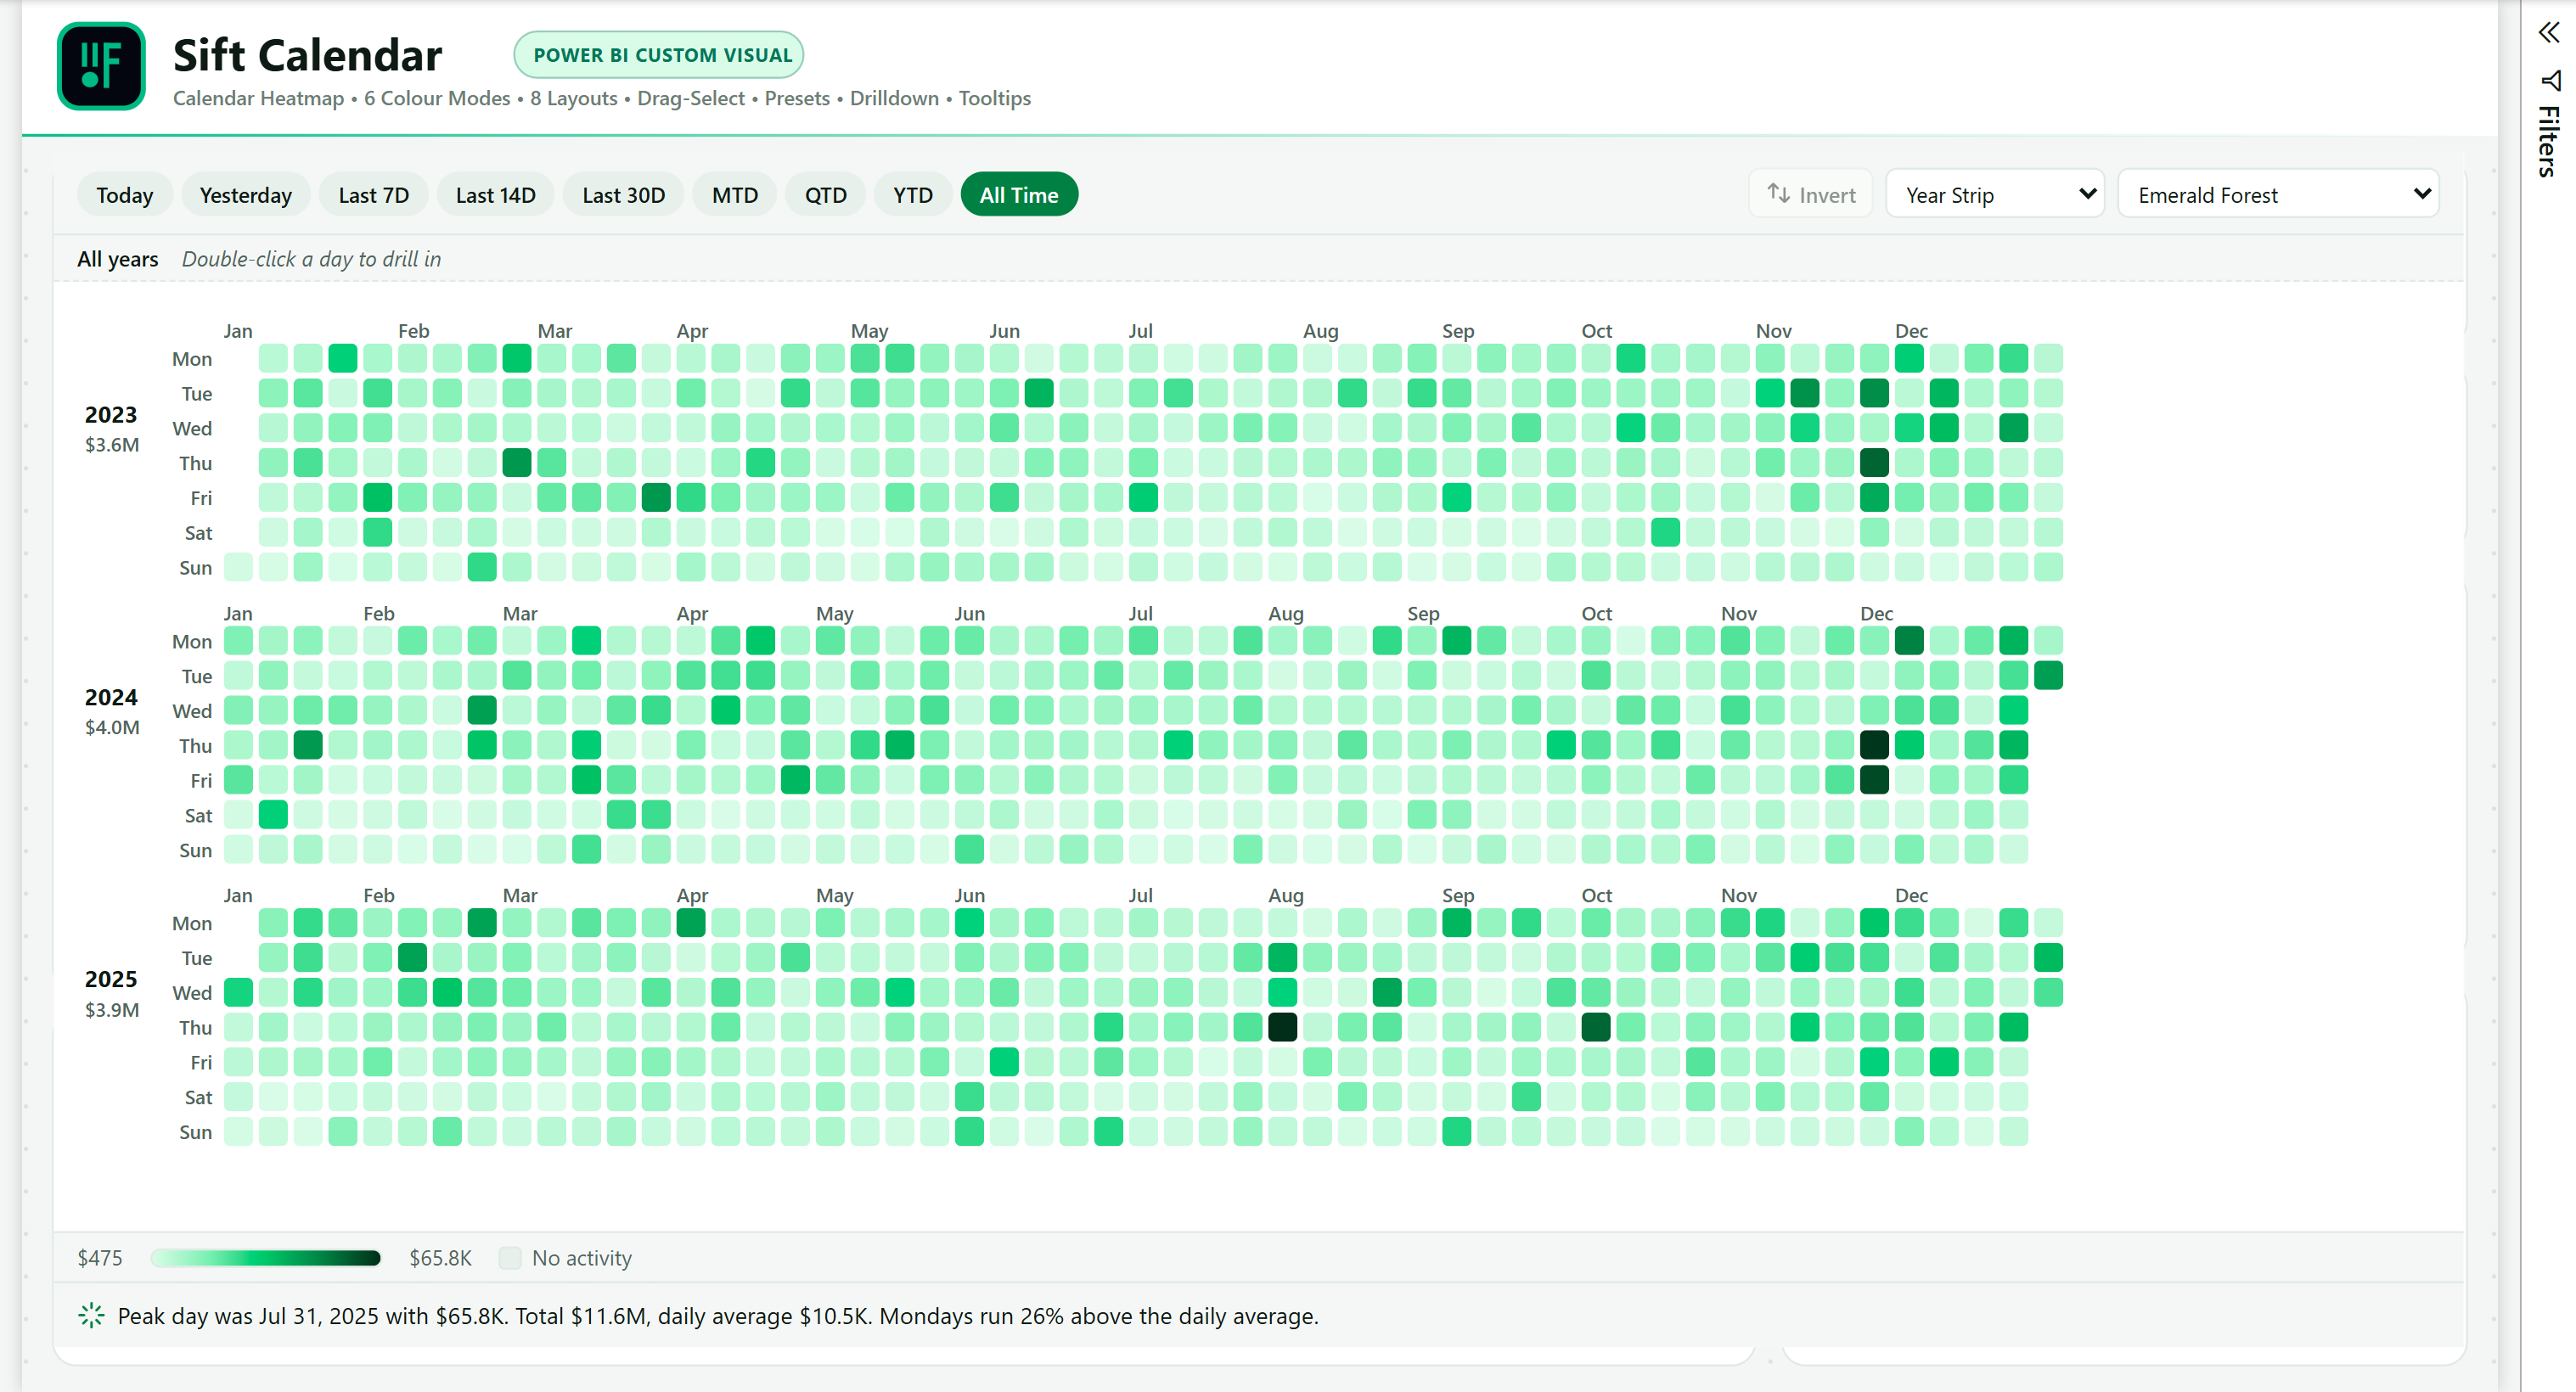 Sift Calendar
POWER BI CUSTOM VISUAL
Calendar Heatmap • 6 Colour Modes • 8 Layouts • Drag-Select • Presets • Drilldown • Tooltips
Filters
Today Yesterday Last 7D Last 14D Last 30D MTD QTD YTD All Time Invert Year Strip Emerald Forest
All years Double-click a day to drill in
Jan Feb Mar Apr May Jun Jul Aug Sep Oct Nov Dec
2023
$3.6M
Mon
Tue
Wed
Thu
Fri
Sat
Sun
Jan Feb Mar Apr May Jun Jul Aug Sep Oct Nov Dec
2024
$4.0M
Mon
Tue
Wed
Thu
Fri
Sat
Sun
Jan Feb Mar Apr May Jun Jul Aug Sep Oct Nov Dec
2025
$3.9M
Mon
Tue
Wed
Thu
Fri
Sat
Sun
$475 $65.8K No activity
Peak day was Jul 31, 2025 with $65.8K. Total $11.6M, daily average $10.5K. Mondays run 26% above the daily average.